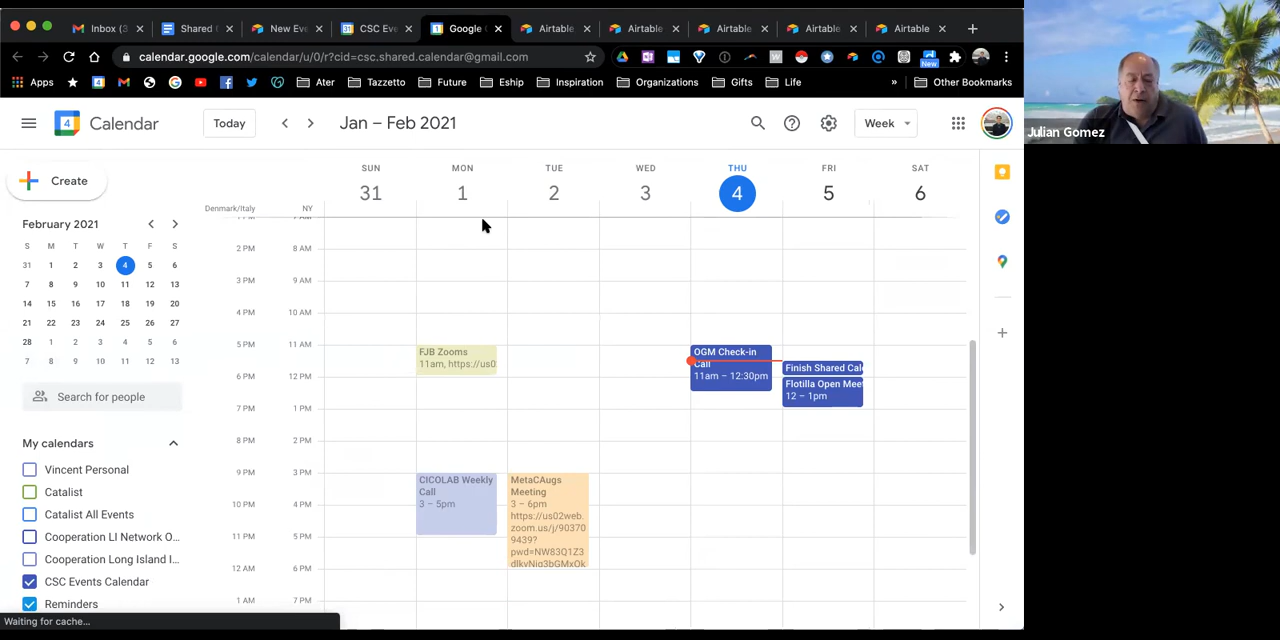 Inbox (3
Shared
New Eve
CSC Eve
Google
Airtable
Airtable
Airtable
Airtable
Airtable
calendar.google.com/calendar/u/0/r?cid=csc.shared.calendar@gmail.com
New
Apps
Ater
Tazzetto
Future
Eship
Inspiration
Organizations
Gifts
Life
»
Other Bookmarks
4
Calendar
Today
Jan – Feb 2021
Week
Julian Gomez
Create
SUN
MON
TUE
WED
THU
FRI
SAT
31
1
2
3
4
5
6
Denmark/Italy
NY
February 2021
S M T W T F S
31 1 2 3 4 5 6
7 8 9 10 11 12 13
14 15 16 17 18 19 20
21 22 23 24 25 26 27
28 1 2 3 4 5 6
7 8 9 10 11 12 13
Search for people
My calendars
Vincent Personal
Catalist
Catalist All Events
Cooperation LI Network O...
Cooperation Long Island I...
CSC Events Calendar
Reminders
Waiting for cache...
2 PM 8 AM
3 PM 9 AM
4 PM 10 AM
5 PM 11 AM
6 PM 12 PM
7 PM 1 PM
8 PM 2 PM
9 PM 3 PM
10 PM 4 PM
11 PM 5 PM
12 AM 6 PM
1 AM 7 PM
FJB Zooms
11am, https://us0
CICOLAB Weekly
Call
3 – 5pm
MetaCAugs
Meeting
3 – 6pm
https://us02web.
zoom.us/j/90370
9439?
pwd=NW83Q1Z3
OGM Check-in
Call
11am – 12:30pm
Finish Shared Cal
Flotilla Open Mee
12 – 1pm